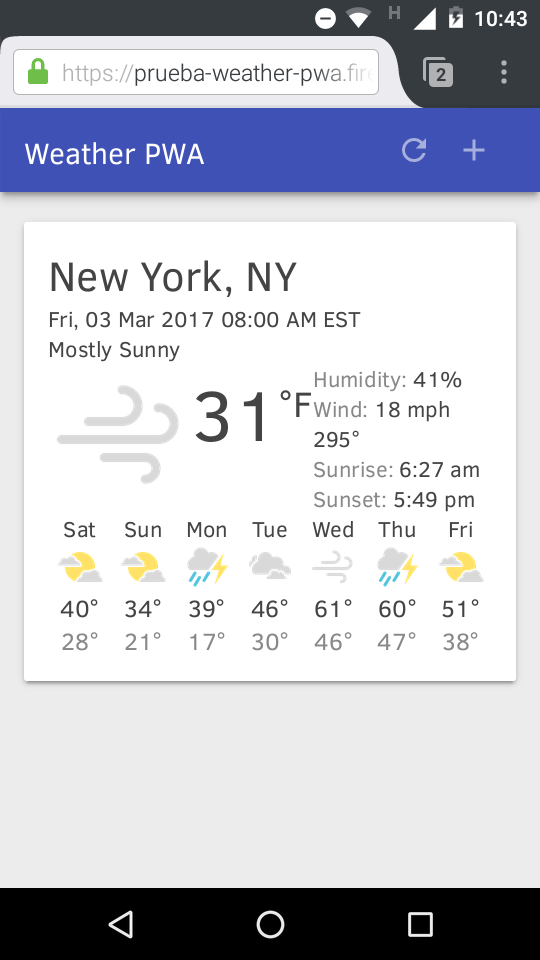 H 10:43
https://prueba-weather-pwa.fire
2
Weather PWA
New York, NY
Fri, 03 Mar 2017 08:00 AM EST
Mostly Sunny
31°F
Humidity: 41%
Wind: 18 mph
295°
Sunrise: 6:27 am
Sunset: 5:49 pm
Sat Sun Mon Tue Wed Thu Fri
40° 34° 39° 46° 61° 60° 51°
28° 21° 17° 30° 46° 47° 38°